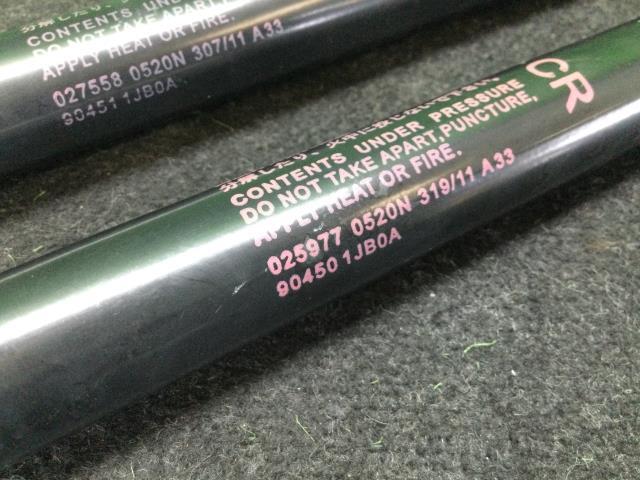 CONTENTS UNDER
DO NOT TAKE APART,
APPLY HEAT OR FIRE.
027558 0520N 307/11 A33
90451 1JB0A
CR
CONTENTS UNDER PRESSURE
DO NOT TAKE APART, PUNCTURE,
APPLY HEAT OR FIRE.
025977 0520N 319/11 A33
90450 1JB0A